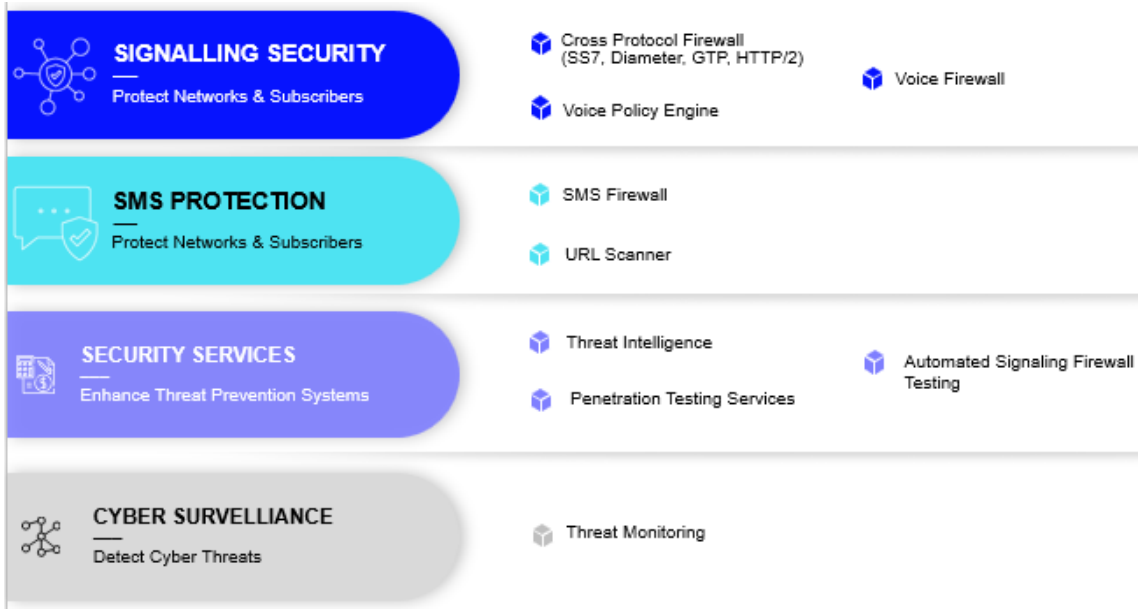 SIGNALLING SECURITY
Protect Networks & Subscribers
Cross Protocol Firewall
(SS7, Diameter, GTP, HTTP/2)
Voice Firewall
Voice Policy Engine
SMS PROTECTION
Protect Networks & Subscribers
SMS Firewall
URL Scanner
SECURITY SERVICES
Enhance Threat Prevention Systems
Threat Intelligence
Automated Signaling Firewall
Testing
Penetration Testing Services
CYBER SURVELLIANCE
Detect Cyber Threats
Threat Monitoring